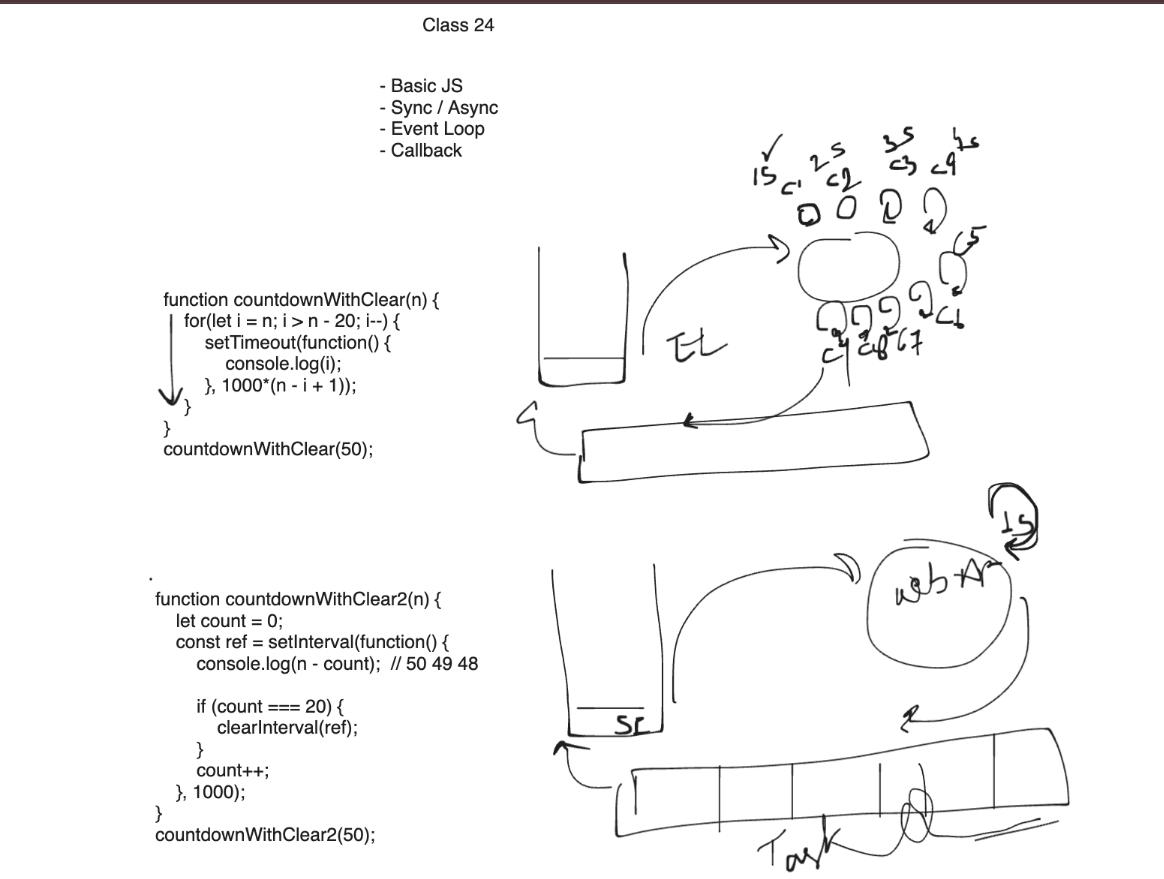 Class 24
- Basic JS
- Sync / Async
- Event Loop
- Callback
1S 2S 3S 4s
C1 C2 C3 C4
C5
function countdownWithClear(n) {
for(let i = n; i > n - 20; i--) {
setTimeout(function() {
console.log(i);
}, 1000*(n - i + 1));
}
}
countdownWithClear(50);
EL
C8 C7 C6
1S
Web
function countdownWithClear2(n) {
let count = 0;
const ref = setInterval(function() {
console.log(n - count);  // 50 49 48
if (count === 20) {
clearInterval(ref);
}
count++;
}, 1000);
}
countdownWithClear2(50);
SI
Task